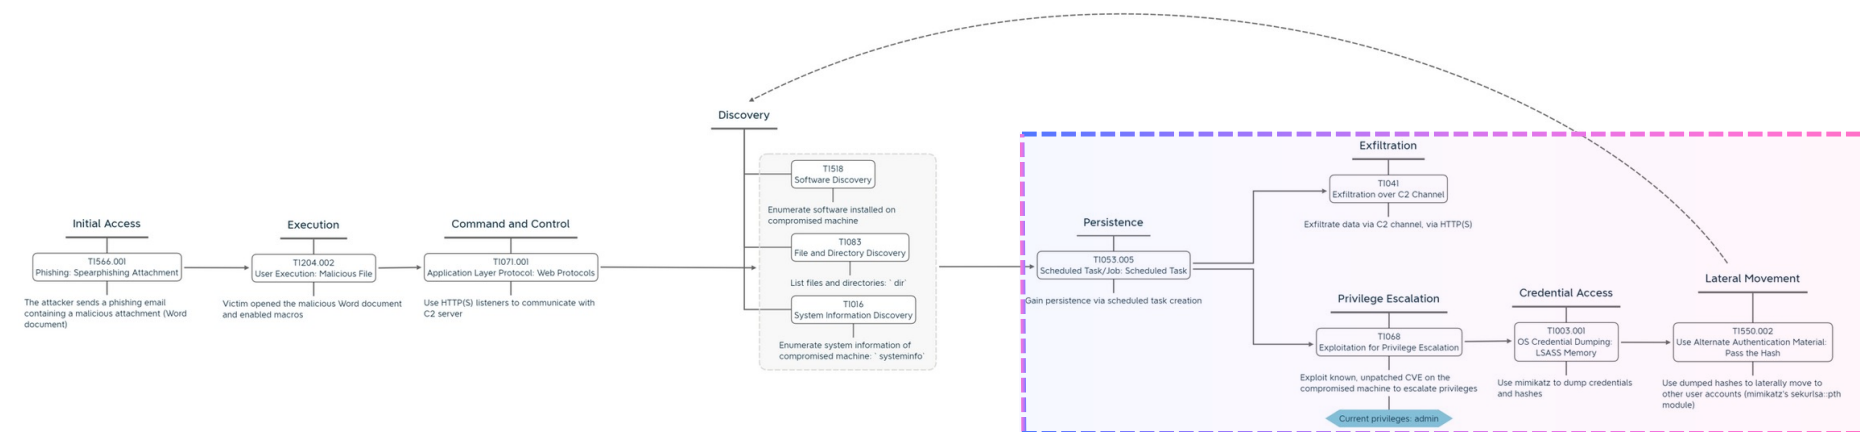 Initial Access
T1566.001
Phishing: Spearphishing Attachment
The attacker sends a phishing email
containing a malicious attachment (Word
document)
Execution
T1204.002
User Execution: Malicious File
Victim opened the malicious Word document
and enabled macros
Command and Control
T1071.001
Application Layer Protocol: Web Protocols
Use HTTP(S) listeners to communicate with
C2 server
Discovery
T1518
Software Discovery
Enumerate software installed on
compromised machine
T1083
File and Directory Discovery
List files and directories: ` dir`
T1016
System Information Discovery
Enumerate system information of
compromised machine: ` systeminfo`
Persistence
T1053.005
Scheduled Task/Job: Scheduled Task
Gain persistence via scheduled task creation
Exfiltration
T1041
Exfiltration over C2 Channel
Exfiltrate data via C2 channel, via HTTP(S)
Privilege Escalation
T1068
Exploitation for Privilege Escalation
Exploit known, unpatched CVE on the
compromised machine to escalate privileges
Current privileges: admin
Credential Access
T1003.001
OS Credential Dumping:
LSASS Memory
Use mimikatz to dump credentials
and hashes
Lateral Movement
T1550.002
Use Alternate Authentication Material:
Pass the Hash
Use dumped hashes to laterally move to
other user accounts (mimikatz's sekurlsa::pth
module)